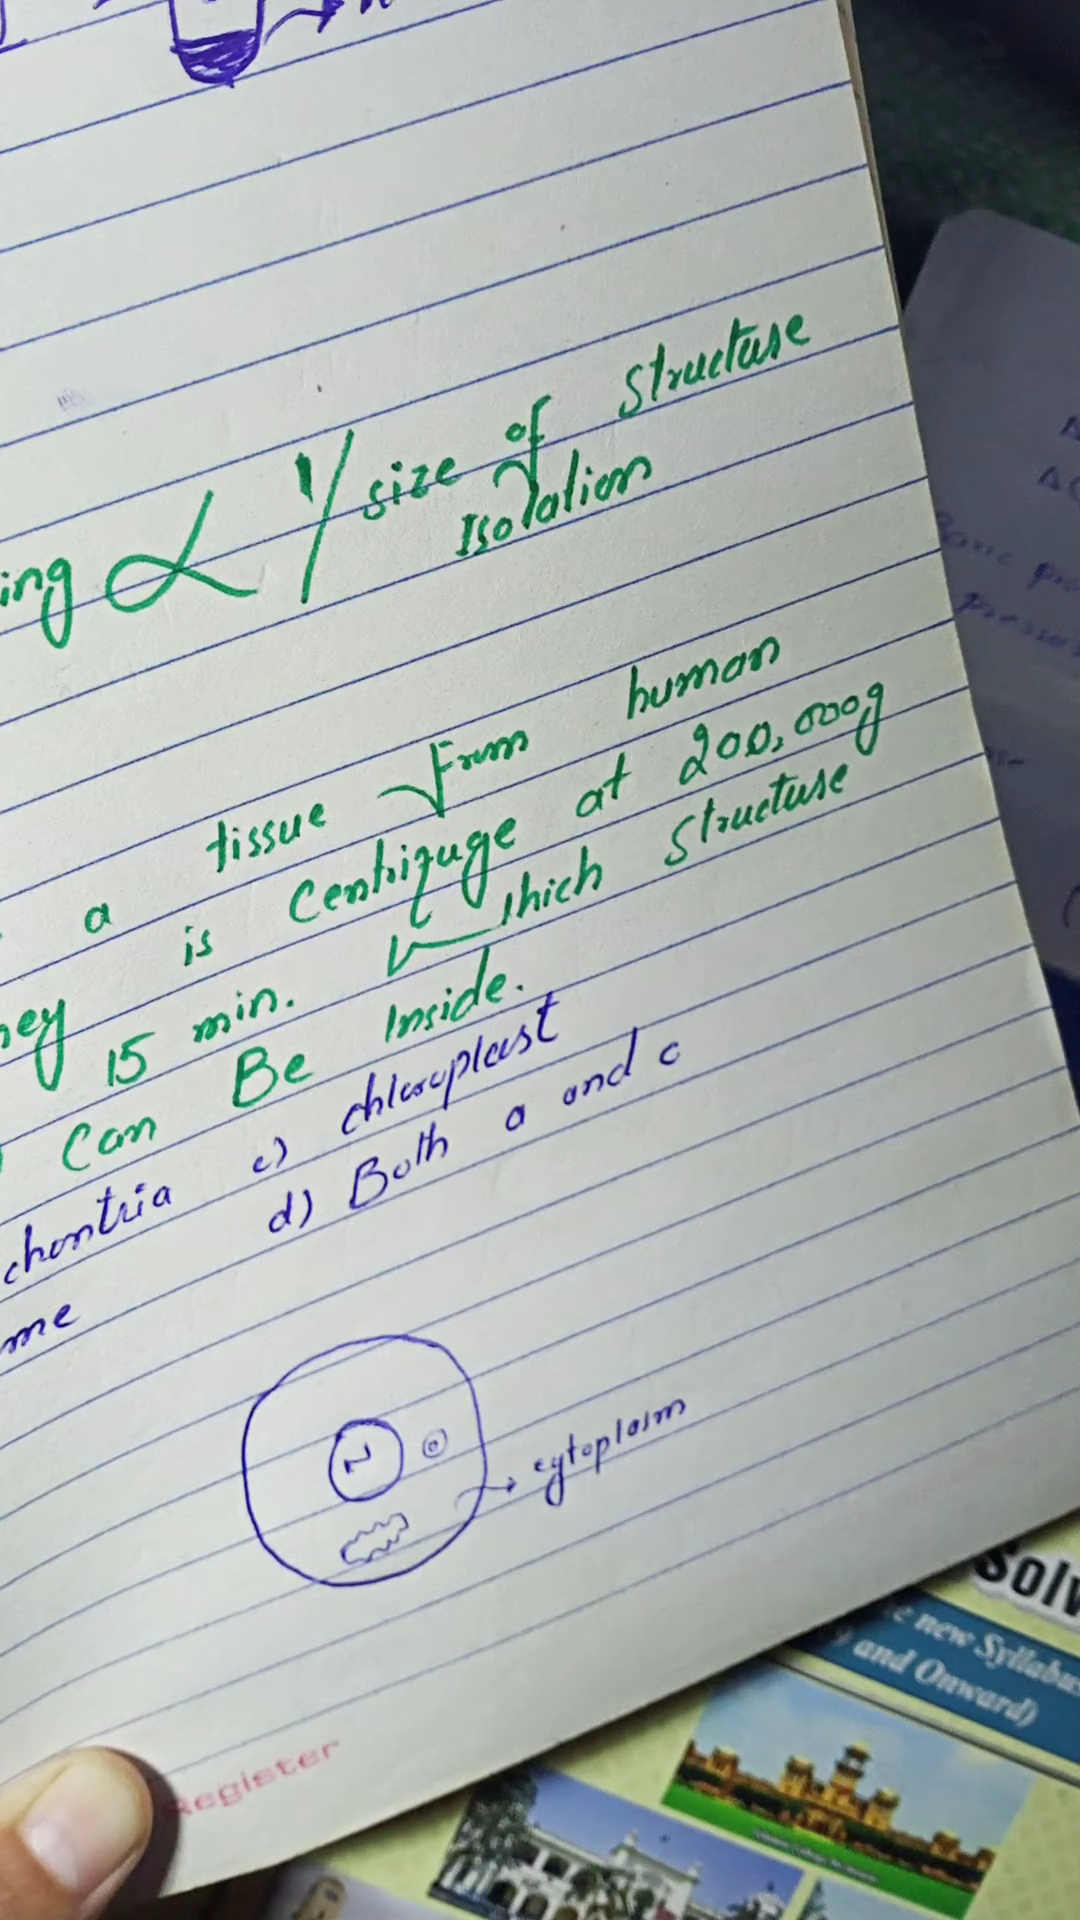 ing α 1/size of structure
Isolation
a tissue From human
ney is Centrifuge at 200,000g
15 min. Which structure
Can Be Inside.
chontria c) chloroplast
me d) Both a and c
N
cytoplasm
Register
Solv
e new Syllabus
and Onward)